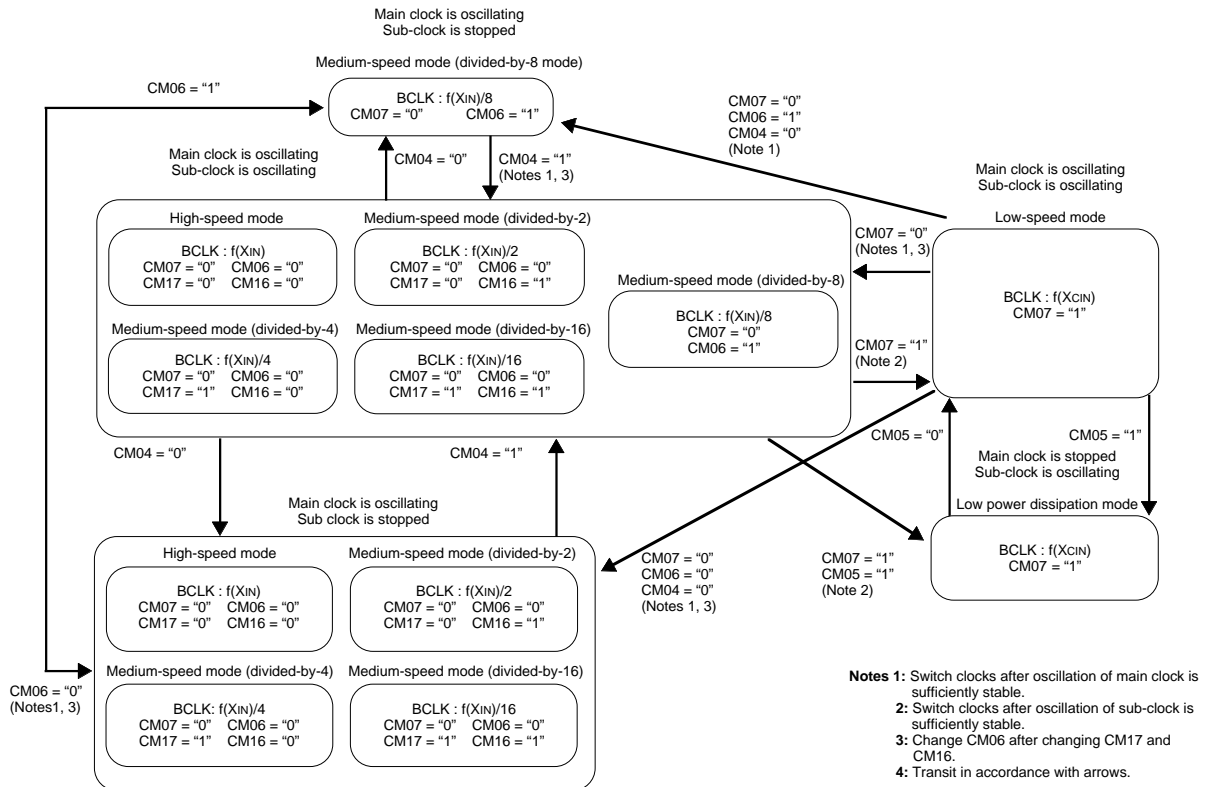 Main clock is oscillating
Sub-clock is stopped
Medium-speed mode (divided-by-8 mode)
CM06 = “1”
BCLK : f(XIN)/8
CM07 = “0” CM06 = “1”
CM07 = “0”
CM06 = “1”
CM04 = “0”
(Note 1)
Main clock is oscillating
Sub-clock is oscillating
CM04 = “0”
CM04 = “1”
(Notes 1, 3)
Main clock is oscillating
Sub-clock is oscillating
High-speed mode
BCLK : f(XIN)
CM07 = “0” CM06 = “0”
CM17 = “0” CM16 = “0”
Medium-speed mode (divided-by-2)
BCLK : f(XIN)/2
CM07 = “0” CM06 = “0”
CM17 = “0” CM16 = “1”
Medium-speed mode (divided-by-8)
BCLK : f(XIN)/8
CM07 = “0”
CM06 = “1”
Medium-speed mode (divided-by-4)
BCLK : f(XIN)/4
CM07 = “0” CM06 = “0”
CM17 = “1” CM16 = “0”
Medium-speed mode (divided-by-16)
BCLK : f(XIN)/16
CM07 = “0” CM06 = “0”
CM17 = “1” CM16 = “1”
CM07 = “0”
(Notes 1, 3)
CM07 = “1”
(Note 2)
Low-speed mode
BCLK : f(XCIN)
CM07 = “1”
CM04 = “0”
CM04 = “1”
CM05 = “0”
CM05 = “1”
Main clock is stopped
Sub-clock is oscillating
Low power dissipation mode
BCLK : f(XCIN)
CM07 = “1”
Main clock is oscillating
Sub clock is stopped
High-speed mode
BCLK : f(XIN)
CM07 = “0” CM06 = “0”
CM17 = “0” CM16 = “0”
Medium-speed mode (divided-by-2)
BCLK : f(XIN)/2
CM07 = “0” CM06 = “0”
CM17 = “0” CM16 = “1”
CM07 = “0”
CM06 = “0”
CM04 = “0”
(Notes 1, 3)
CM07 = “1”
CM05 = “1”
(Note 2)
Medium-speed mode (divided-by-4)
BCLK: f(XIN)/4
CM07 = “0” CM06 = “0”
CM17 = “1” CM16 = “0”
Medium-speed mode (divided-by-16)
BCLK : f(XIN)/16
CM07 = “0” CM06 = “0”
CM17 = “1” CM16 = “1”
CM06 = “0”
(Notes1, 3)
Notes 1: Switch clocks after oscillation of main clock is
sufficiently stable.
2: Switch clocks after oscillation of sub-clock is
sufficiently stable.
3: Change CM06 after changing CM17 and
CM16.
4: Transit in accordance with arrows.